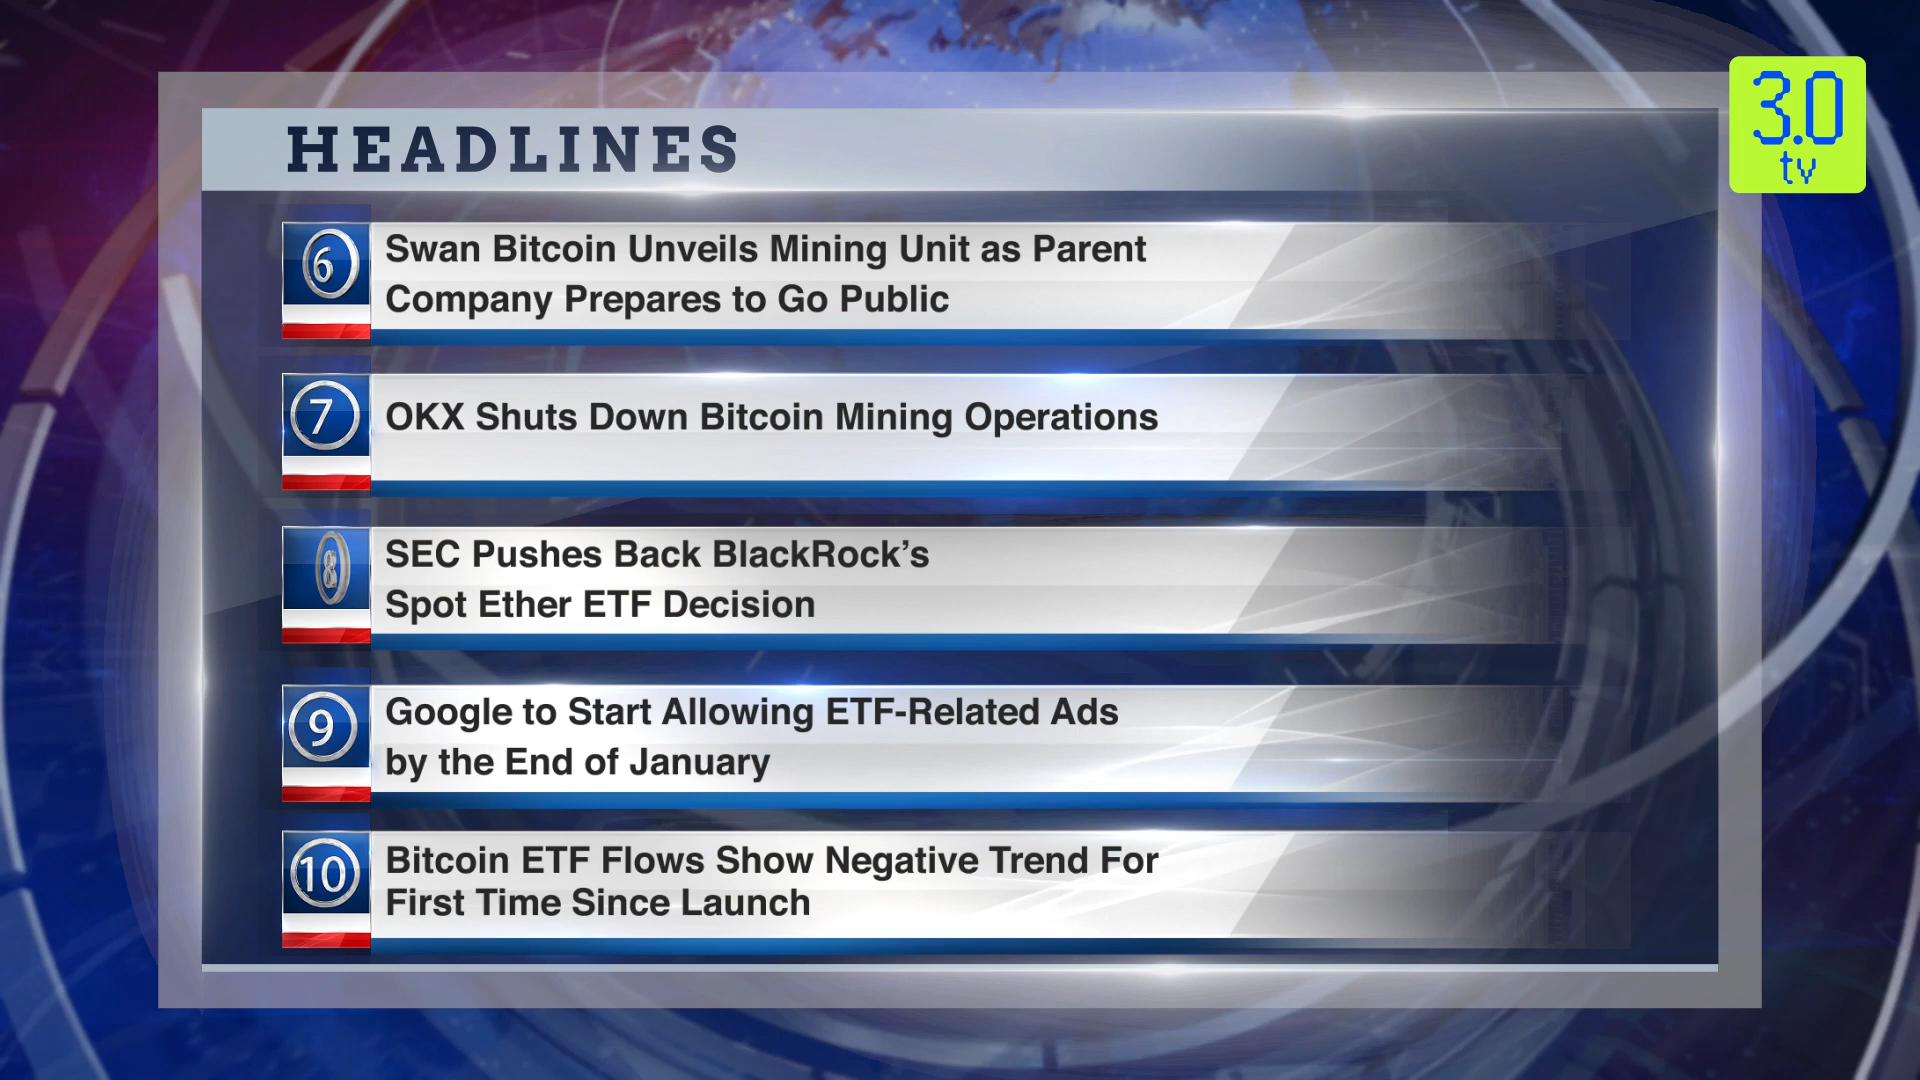 3.0
tv
HEADLINES
6
Swan Bitcoin Unveils Mining Unit as Parent
Company Prepares to Go Public
7
OKX Shuts Down Bitcoin Mining Operations
8
SEC Pushes Back BlackRock’s
Spot Ether ETF Decision
9
Google to Start Allowing ETF-Related Ads
by the End of January
10
Bitcoin ETF Flows Show Negative Trend For
First Time Since Launch